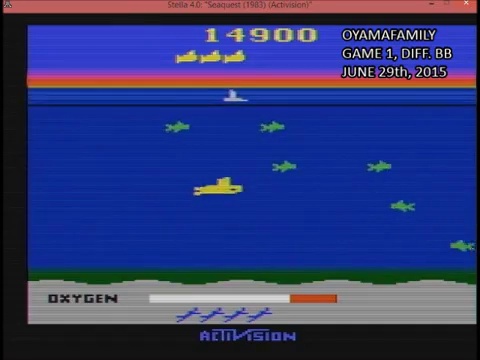 Stella 4.0: "Seaquest (1983) (Activision)"
14900
OYAMAFAMILY
GAME 1, DIFF. BB
JUNE 29th, 2015
OXYGEN
ACTIVISION